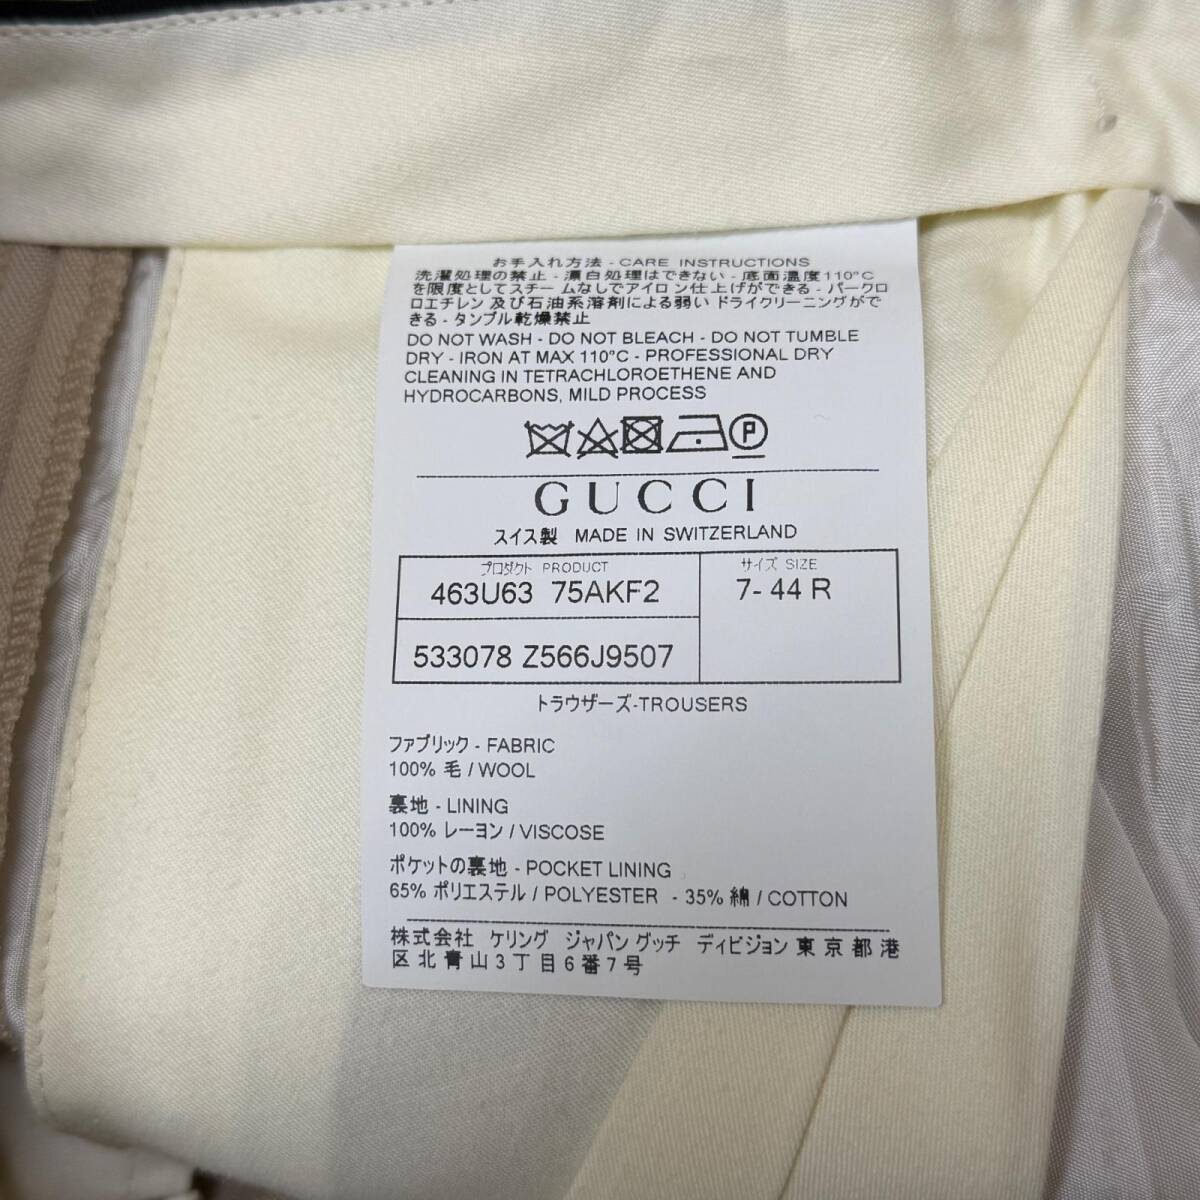 お手入れ方法 - CARE INSTRUCTIONS
洗濯処理の禁止 - 漂白処理はできない - 底面温度110°C
を限度としてスチームなしでアイロン仕上げができる - パークロ
ロエチレン 及び石油系溶剤による弱い ドライクリーニングがで
きる - タンブル乾燥禁止
DO NOT WASH - DO NOT BLEACH - DO NOT TUMBLE
DRY - IRON AT MAX 110°C - PROFESSIONAL DRY
CLEANING IN TETRACHLOROETHENE AND
HYDROCARBONS, MILD PROCESS
P
GUCCI
スイス製 MADE IN SWITZERLAND
プロダクト PRODUCT
463U63 75AKF2
サイズ SIZE
7- 44 R
533078 Z566J9507
トラウザーズ-TROUSERS
ファブリック - FABRIC
100% 毛 / WOOL
裏地 - LINING
100% レーヨン / VISCOSE
ポケットの裏地 - POCKET LINING
65% ポリエステル / POLYESTER - 35% 綿 / COTTON
株式会社 ケリング ジャパン グッチ ディビジョン 東京都港
区北青山3丁目6番7号